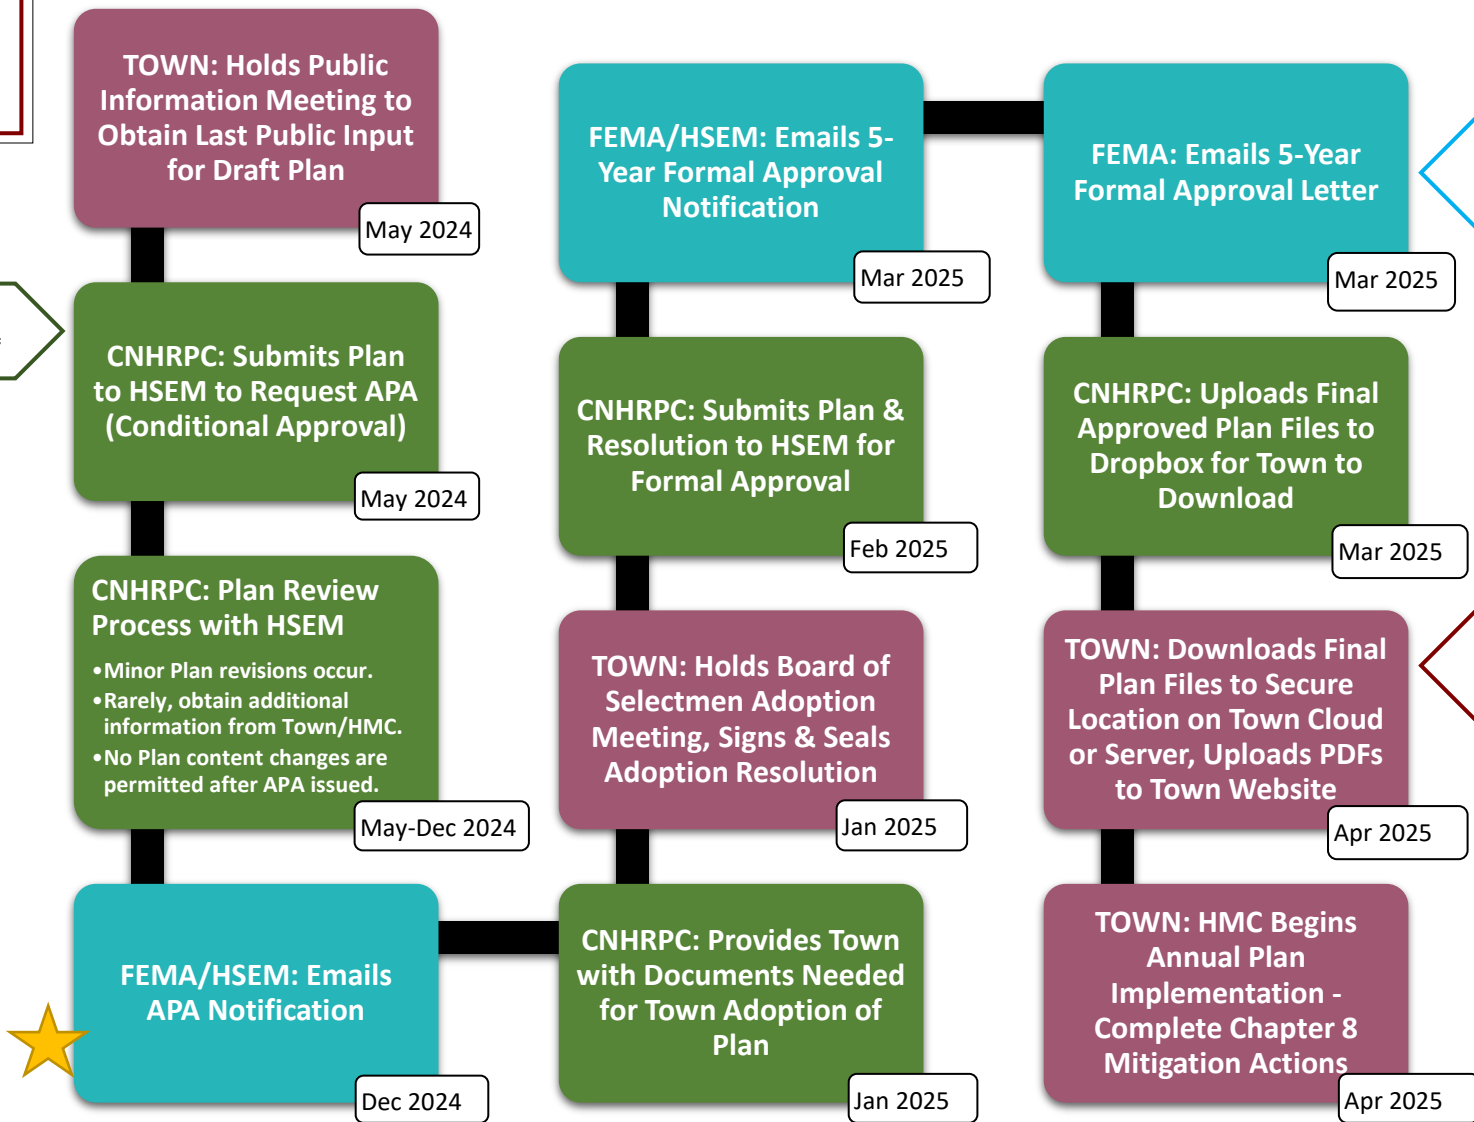 TOWN: Holds Public
Information Meeting to
Obtain Last Public Input
for Draft Plan
May 2024
CNHRPC: Submits Plan
to HSEM to Request APA
(Conditional Approval)
May 2024
CNHRPC: Plan Review
Process with HSEM
•Minor Plan revisions occur.
•Rarely, obtain additional
information from Town/HMC.
•No Plan content changes are
permitted after APA issued.
May-Dec 2024
FEMA/HSEM: Emails
APA Notification
Dec 2024
CNHRPC: Provides Town
with Documents Needed
for Town Adoption of
Plan
Jan 2025
TOWN: Holds Board of
Selectmen Adoption
Meeting, Signs & Seals
Adoption Resolution
Jan 2025
CNHRPC: Submits Plan &
Resolution to HSEM for
Formal Approval
Feb 2025
FEMA/HSEM: Emails 5-
Year Formal Approval
Notification
Mar 2025
FEMA: Emails 5-Year
Formal Approval Letter
Mar 2025
CNHRPC: Uploads Final
Approved Plan Files to
Dropbox for Town to
Download
Mar 2025
TOWN: Downloads Final
Plan Files to Secure
Location on Town Cloud
or Server, Uploads PDFs
to Town Website
Apr 2025
TOWN: HMC Begins
Annual Plan
Implementation -
Complete Chapter 8
Mitigation Actions
Apr 2025